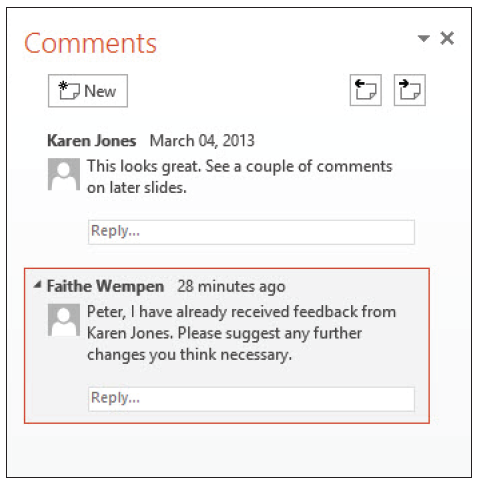 Comments
New
Karen Jones March 04, 2013
This looks great. See a couple of comments
on later slides.
Reply...
Faithe Wempen 28 minutes ago
Peter, I have already received feedback from
Karen Jones. Please suggest any further
changes you think necessary.
Reply...